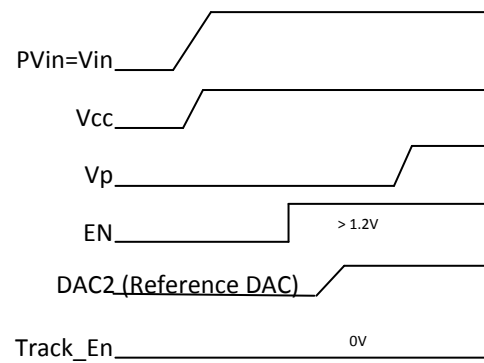 PVin=Vin
Vcc
Vp
EN
> 1.2V
DAC2 (Reference DAC)
Track_En
0V